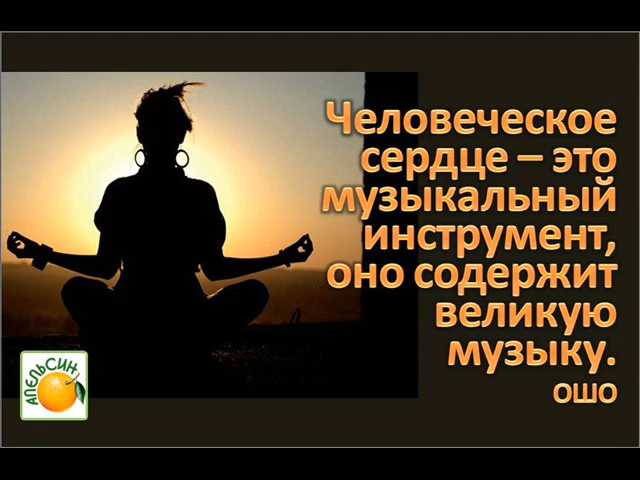 Человеческое
сердце – это
музыкальный
инструмент,
оно содержит
великую
музыку.
ОШО
АПЕЛЬСИН